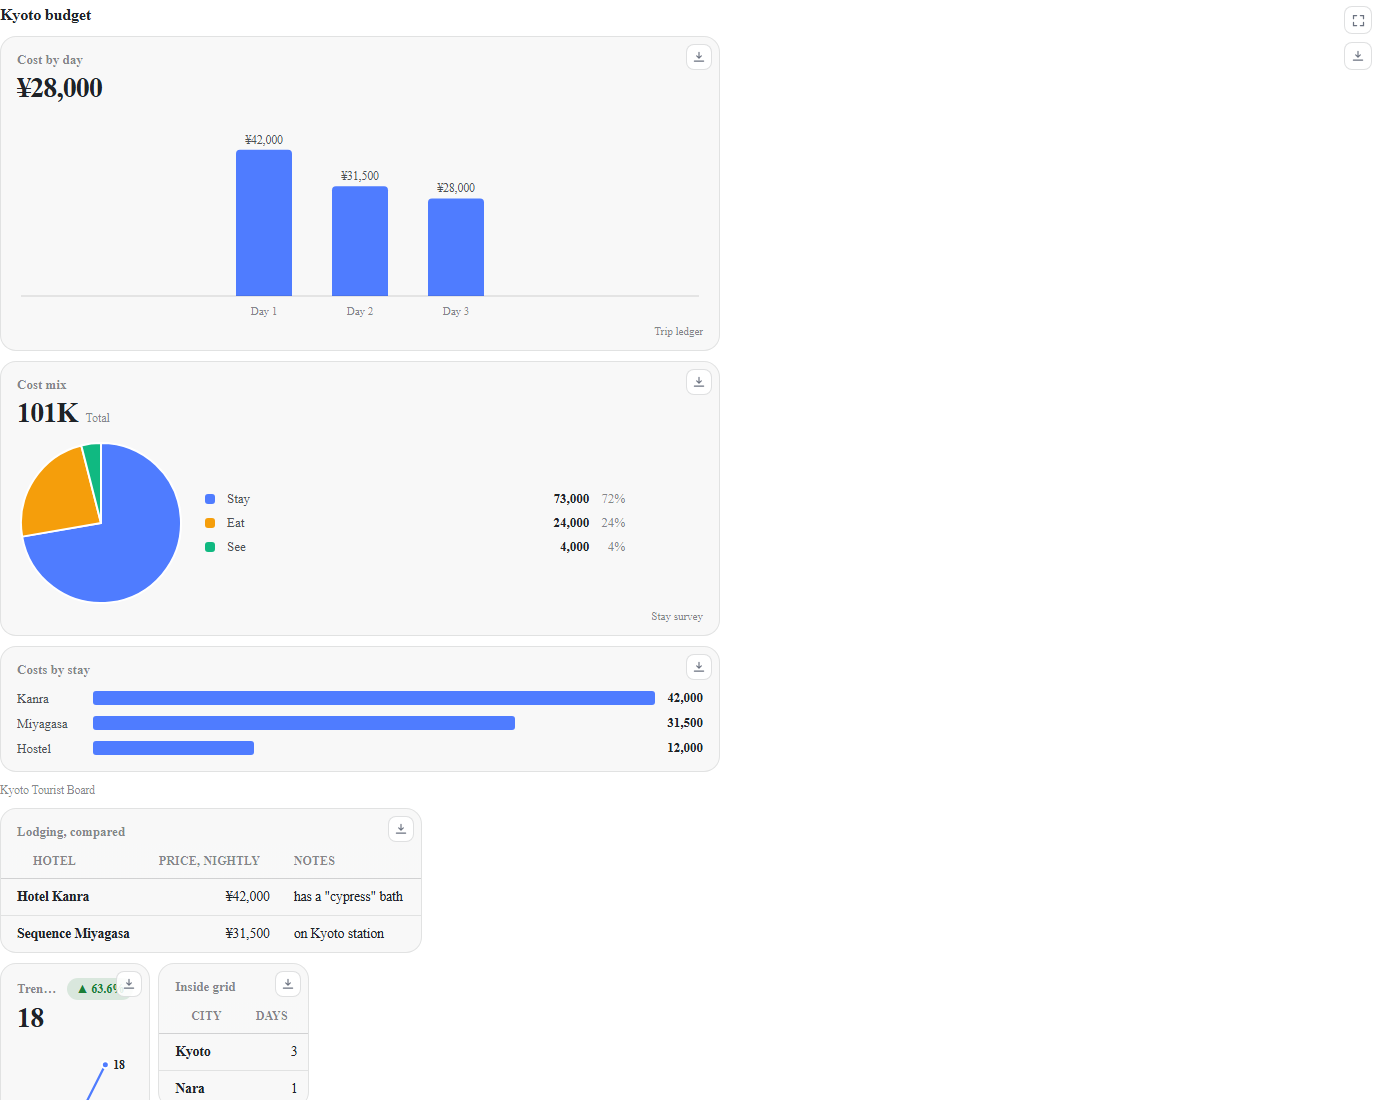 Kyoto budget
Cost by day
¥28,000
¥42,000
¥31,500
¥28,000
Day 1 Day 2 Day 3
Trip ledger
Cost mix
101K Total
Stay 73,000 72%
Eat 24,000 24%
See 4,000 4%
Stay survey
Costs by stay
Kanra 42,000
Miyagasa 31,500
Hostel 12,000
Kyoto Tourist Board
Lodging, compared
HOTEL PRICE, NIGHTLY NOTES
Hotel Kanra ¥42,000 has a "cypress" bath
Sequence Miyagasa ¥31,500 on Kyoto station
Tren… ▲ 63.6%
18
18
Inside grid
CITY DAYS
Kyoto 3
Nara 1